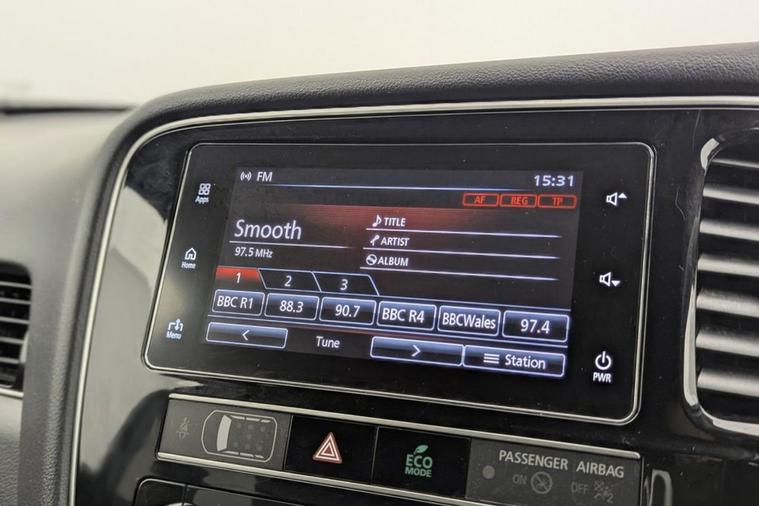 FM
15:31
AF REG TP
Apps
Smooth
97.5 MHz
TITLE
ARTIST
ALBUM
Home
1 2 3
BBC R1 88.3 90.7 BBC R4 BBCWales 97.4
Menu
< Tune > Station
PWR
ECO
MODE
PASSENGER AIRBAG
ON OFF
2